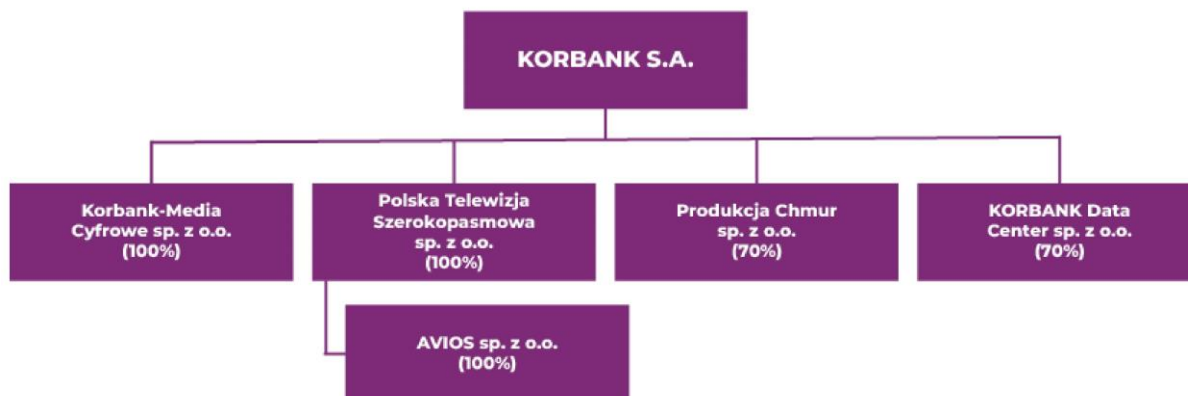 KORBANK S.A.
Korbank-Media
Cyfrowe sp. z o.o.
(100%)
Polska Telewizja
Szerokopasmowa
sp. z o.o.
(100%)
Produkcja Chmur
sp. z o.o.
(70%)
KORBANK Data
Center sp. z o.o.
(70%)
AVIOS sp. z o.o.
(100%)